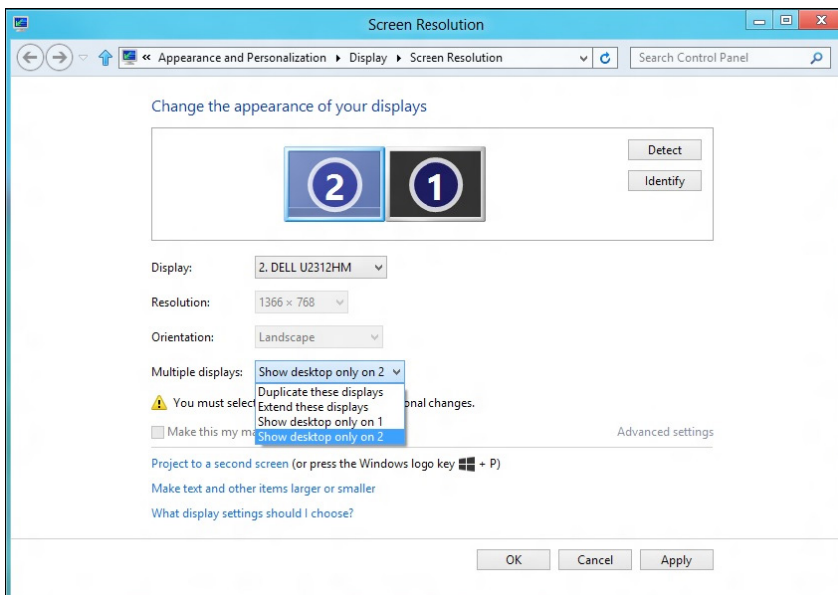 Screen Resolution
« Appearance and Personalization Display Screen Resolution Search Control Panel
Change the appearance of your displays
2 1
Detect
Identify
Display: 2. DELL U2312HM
Resolution: 1366 × 768
Orientation: Landscape
Multiple displays: Show desktop only on 2
Duplicate these displays
You must selec onal changes.
Extend these displays
Show desktop only on 1
Make this my m Advanced settings
Show desktop only on 2
Project to a second screen (or press the Windows logo key + P)
Make text and other items larger or smaller
What display settings should I choose?
OK Cancel Apply